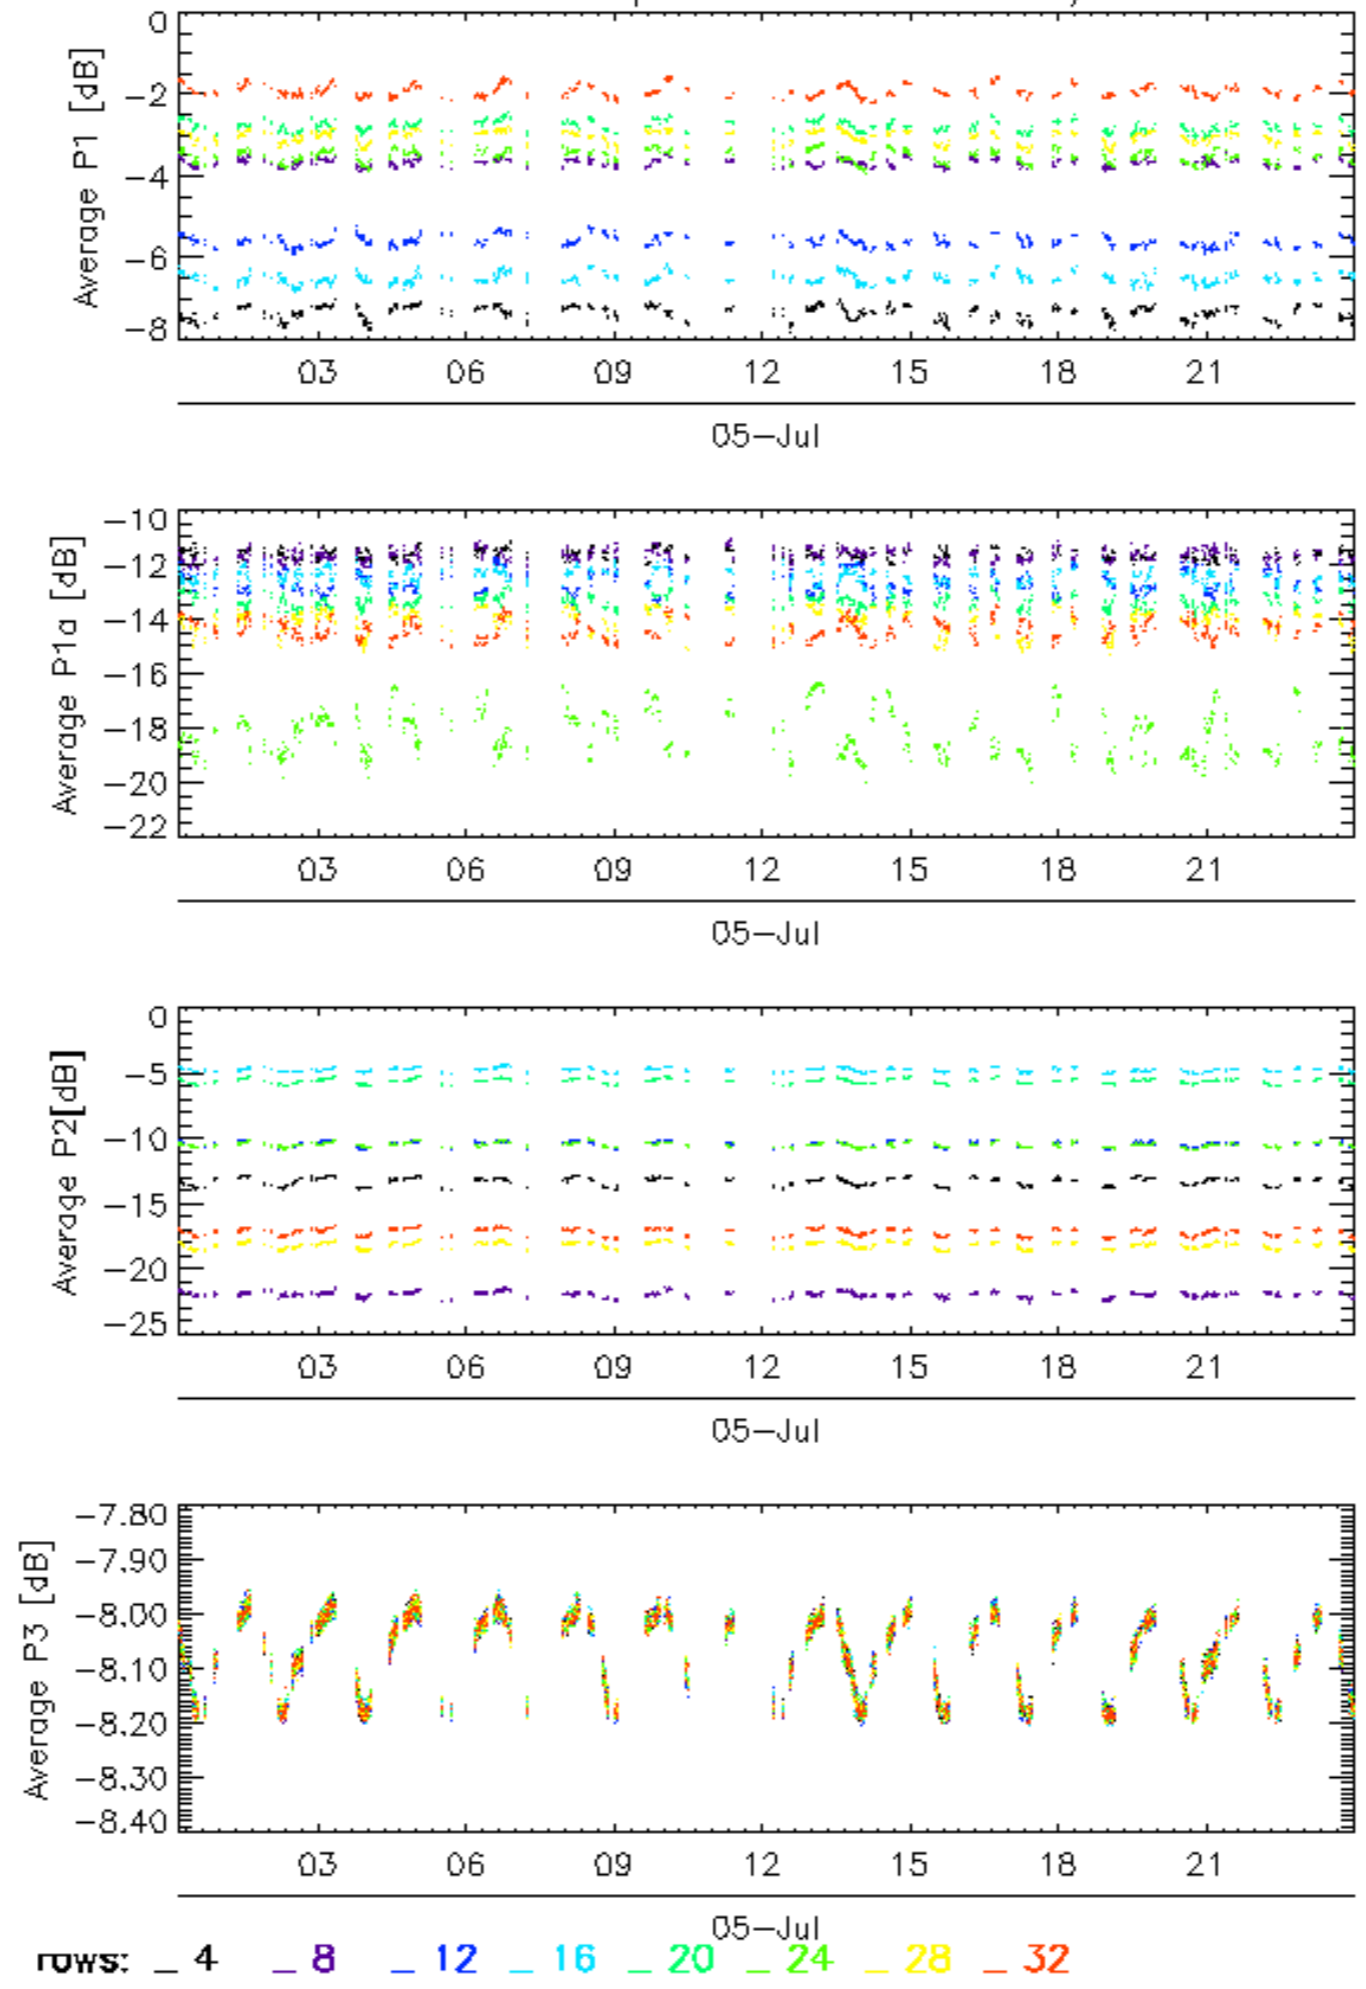 0
-2
-4
-6
-8
Average P1 [dB]
03 06 09 12 15 18 21
05-Jul
-10
-12
-14
-16
-18
-20
-22
Average P1a [dB]
03 06 09 12 15 18 21
05-Jul
0
-5
-10
-15
-20
-25
Average P2[dB]
03 06 09 12 15 18 21
05-Jul
-7.80
-7.90
-8.00
-8.10
-8.20
-8.30
-8.40
Average P3 [dB]
03 06 09 12 15 18 21
05-Jul
rows: _ 4 _ 8 _ 12 _ 16 _ 20 _ 24 _ 28 _ 32